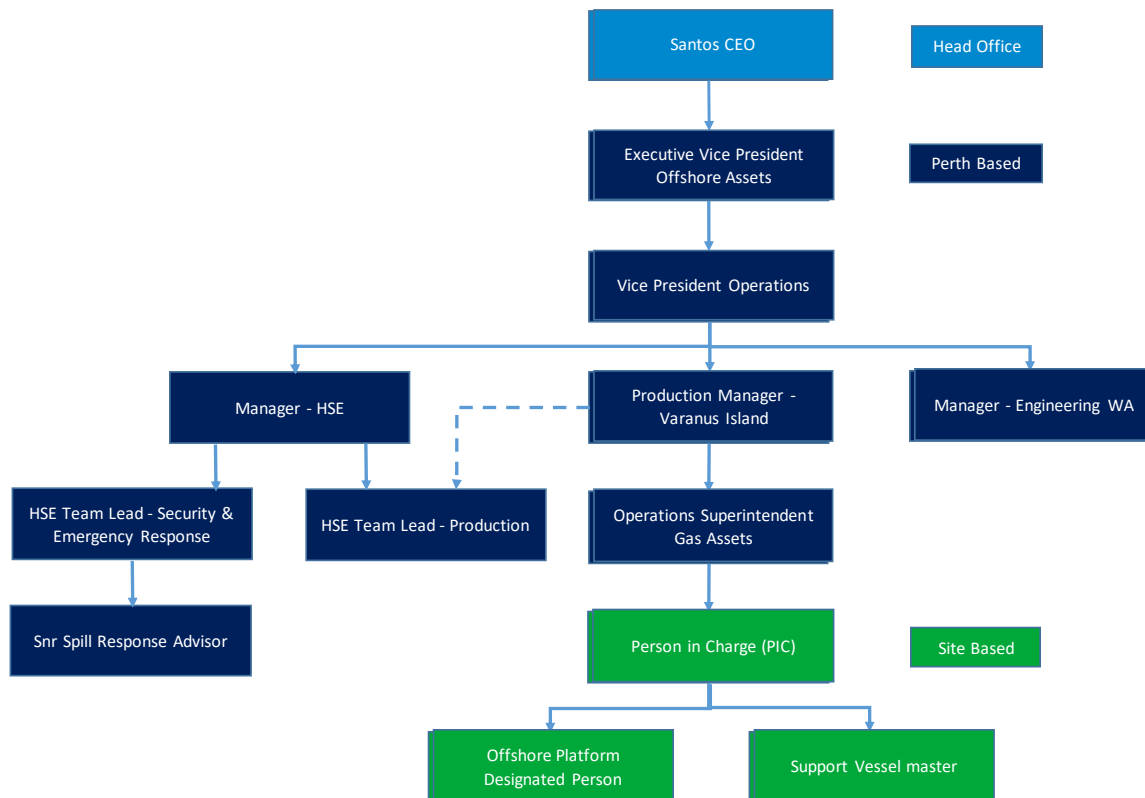 Santos CEO
Head Office
Executive Vice President
Offshore Assets
Perth Based
Vice President Operations
Manager - HSE
Production Manager -
Varanus Island
Manager - Engineering WA
HSE Team Lead - Security &
Emergency Response
HSE Team Lead - Production
Operations Superintendent
Gas Assets
Snr Spill Response Advisor
Person in Charge (PIC)
Site Based
Offshore Platform
Designated Person
Support Vessel master